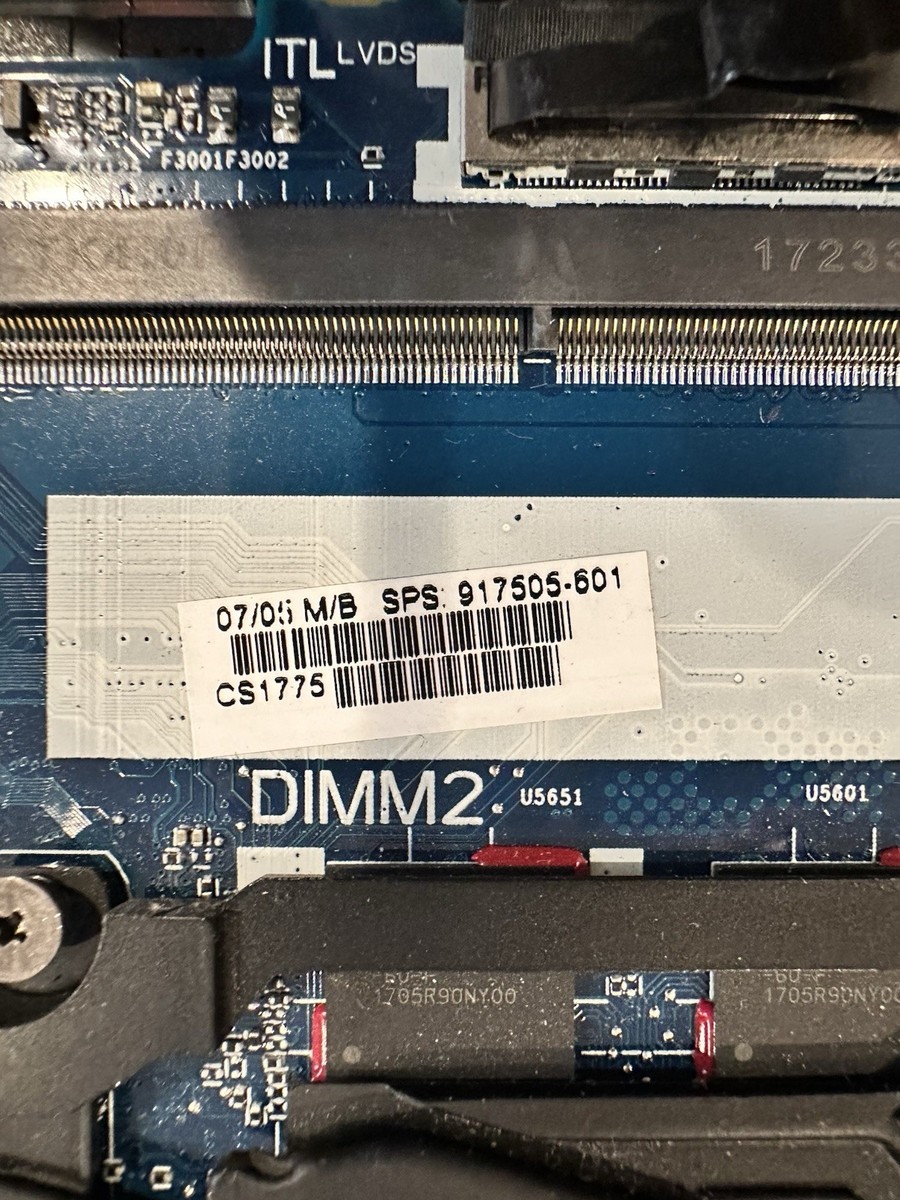 ITL LVDS
F3001F3002
17233
07/05 M/B SPS: 917505-601
CS1775
DIMM2
U5651
U5601
1705R90NY00
1705R90NY00